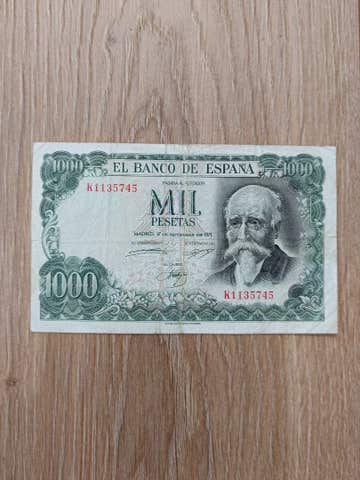 1000 EL BANCO DE ESPAÑA 1000
PAGARÁ AL PORTADOR
K1135745
MIL
PESETAS
MADRID, 17 DE SEPTIEMBRE DE 1971
K1135745
1000